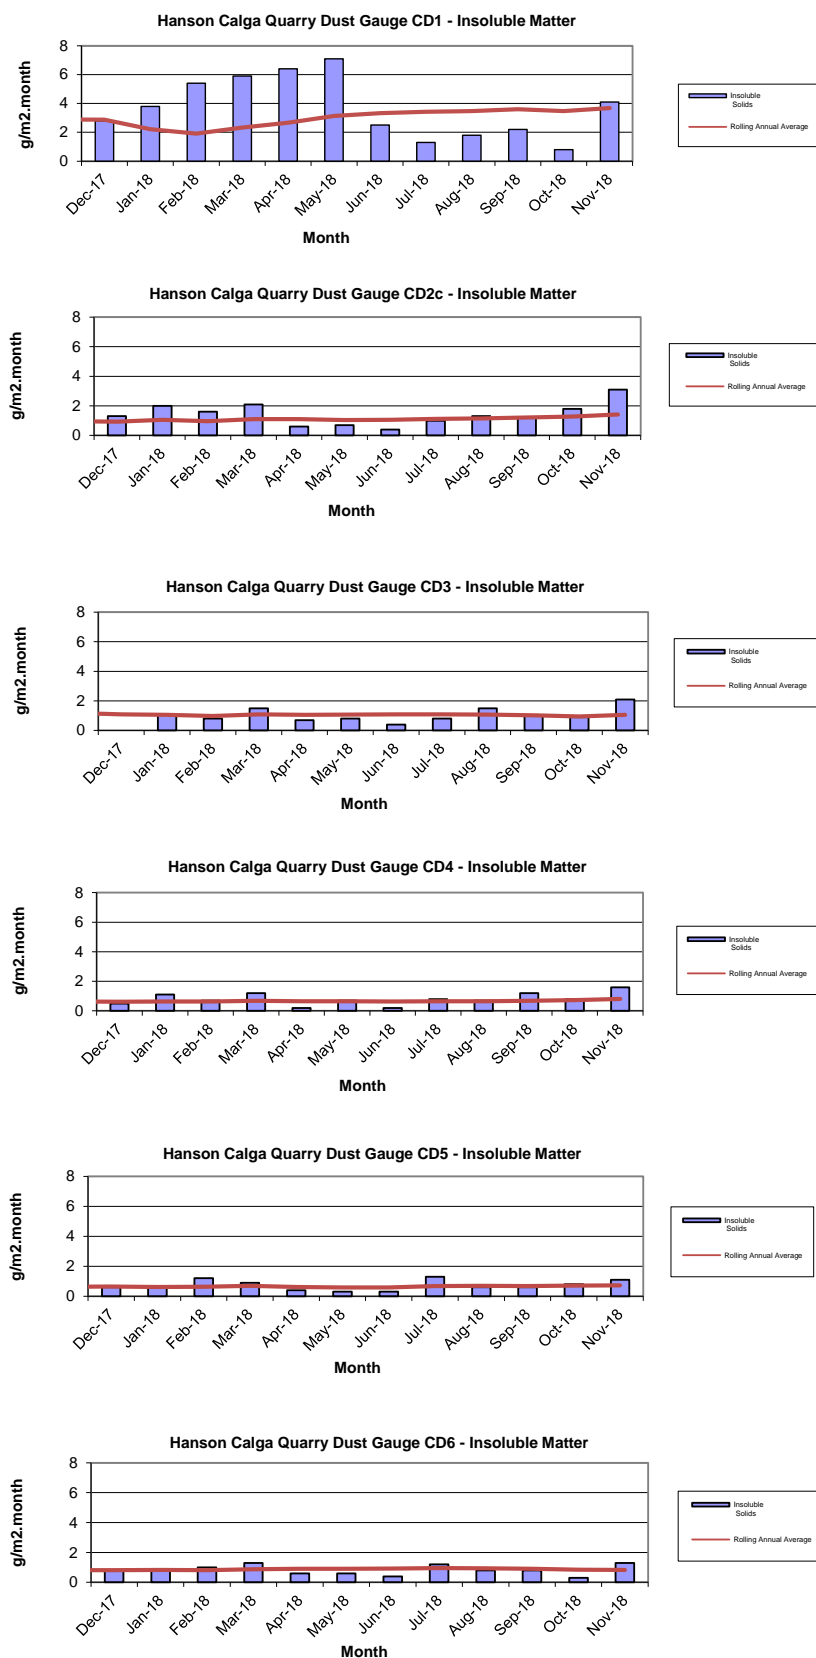 Hanson Calga Quarry Dust Gauge CD1 - Insoluble Matter
8
6
4
2
0
g/m2.month
Dec-17
Jan-18
Feb-18
Mar-18
Apr-18
May-18
Jun-18
Jul-18
Aug-18
Sep-18
Oct-18
Nov-18
Month
Insoluble
Solids
Rolling Annual Average
Hanson Calga Quarry Dust Gauge CD2c - Insoluble Matter
8
6
4
2
0
g/m2.month
Dec-17
Jan-18
Feb-18
Mar-18
Apr-18
May-18
Jun-18
Jul-18
Aug-18
Sep-18
Oct-18
Nov-18
Month
Insoluble
Solids
Rolling Annual Average
Hanson Calga Quarry Dust Gauge CD3 - Insoluble Matter
8
6
4
2
0
g/m2.month
Dec-17
Jan-18
Feb-18
Mar-18
Apr-18
May-18
Jun-18
Jul-18
Aug-18
Sep-18
Oct-18
Nov-18
Month
Insoluble
Solids
Rolling Annual Average
Hanson Calga Quarry Dust Gauge CD4 - Insoluble Matter
8
6
4
2
0
g/m2.month
Dec-17
Jan-18
Feb-18
Mar-18
Apr-18
May-18
Jun-18
Jul-18
Aug-18
Sep-18
Oct-18
Nov-18
Month
Insoluble
Solids
Rolling Annual Average
Hanson Calga Quarry Dust Gauge CD5 - Insoluble Matter
8
6
4
2
0
g/m2.month
Dec-17
Jan-18
Feb-18
Mar-18
Apr-18
May-18
Jun-18
Jul-18
Aug-18
Sep-18
Oct-18
Nov-18
Month
Insoluble
Solids
Rolling Annual Average
Hanson Calga Quarry Dust Gauge CD6 - Insoluble Matter
8
6
4
2
0
g/m2.month
Dec-17
Jan-18
Feb-18
Mar-18
Apr-18
May-18
Jun-18
Jul-18
Aug-18
Sep-18
Oct-18
Nov-18
Month
Insoluble
Solids
Rolling Annual Average